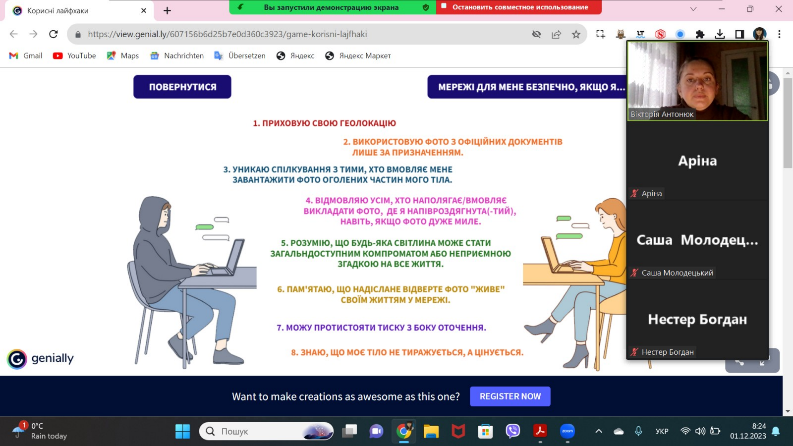 Корисні лайфхаки
Вы запустили демонстрацию экрана
Остановить совместное использование
https://view.genial.ly/607156b6d25b7e0d360c3923/game-korisni-lajfhaki
Gmail
YouTube
Maps
Nachrichten
Übersetzen
Яндекс
Яндекс Маркет
ПОВЕРНУТИСЯ
МЕРЕЖІ ДЛЯ МЕНЕ БЕЗПЕЧНО, ЯКЩО Я...
1. ПРИХОВУЮ СВОЮ ГЕОЛОКАЦІЮ
2. ВИКОРИСТОВУЮ ФОТО З ОФІЦІЙНИХ ДОКУМЕНТІВ
ЛИШЕ ЗА ПРИЗНАЧЕННЯМ.
3. УНИКАЮ СПІЛКУВАННЯ З ТИМИ, ХТО ВМОВЛЯЄ МЕНЕ
ЗАВАНТАЖИТИ ФОТО ОГОЛЕНИХ ЧАСТИН МОГО ТІЛА.
4. ВІДМОВЛЯЮ УСІМ, ХТО НАПОЛЯГАЄ/ВМОВЛЯЄ
ВИКЛАДАТИ ФОТО, ДЕ Я НАПІВРОЗДЯГНУТА(-ТИЙ),
НАВІТЬ, ЯКЩО ФОТО ДУЖЕ МИЛЕ.
5. РОЗУМІЮ, ЩО БУДЬ-ЯКА СВІТЛИНА МОЖЕ СТАТИ
ЗАГАЛЬНДОСТУПНИМ КОМПРОМАТОМ АБО НЕПРИЄМНОЮ
ЗГАДКОЮ НА ВСЕ ЖИТТЯ.
6. ПАМ'ЯТАЮ, ЩО НАДІСЛАНЕ ВІДВЕРТЕ ФОТО "ЖИВЕ"
СВОЇМ ЖИТТЯМ У МЕРЕЖІ.
7. МОЖУ ПРОТИСТОЯТИ ТИСКУ З БОКУ ОТОЧЕННЯ.
8. ЗНАЮ, ЩО МОЄ ТІЛО НЕ ТИРАЖУЄТЬСЯ, А ЦІНУЄТЬСЯ.
Вікторія Антонюк
Аріна
Аріна
Саша Молодец...
Саша Молодецький
Нестер Богдан
Нестер Богдан
genially
Want to make creations as awesome as this one?
REGISTER NOW
1
0°C
Rain today
Пошук
zoom
УКР
8:24
01.12.2023